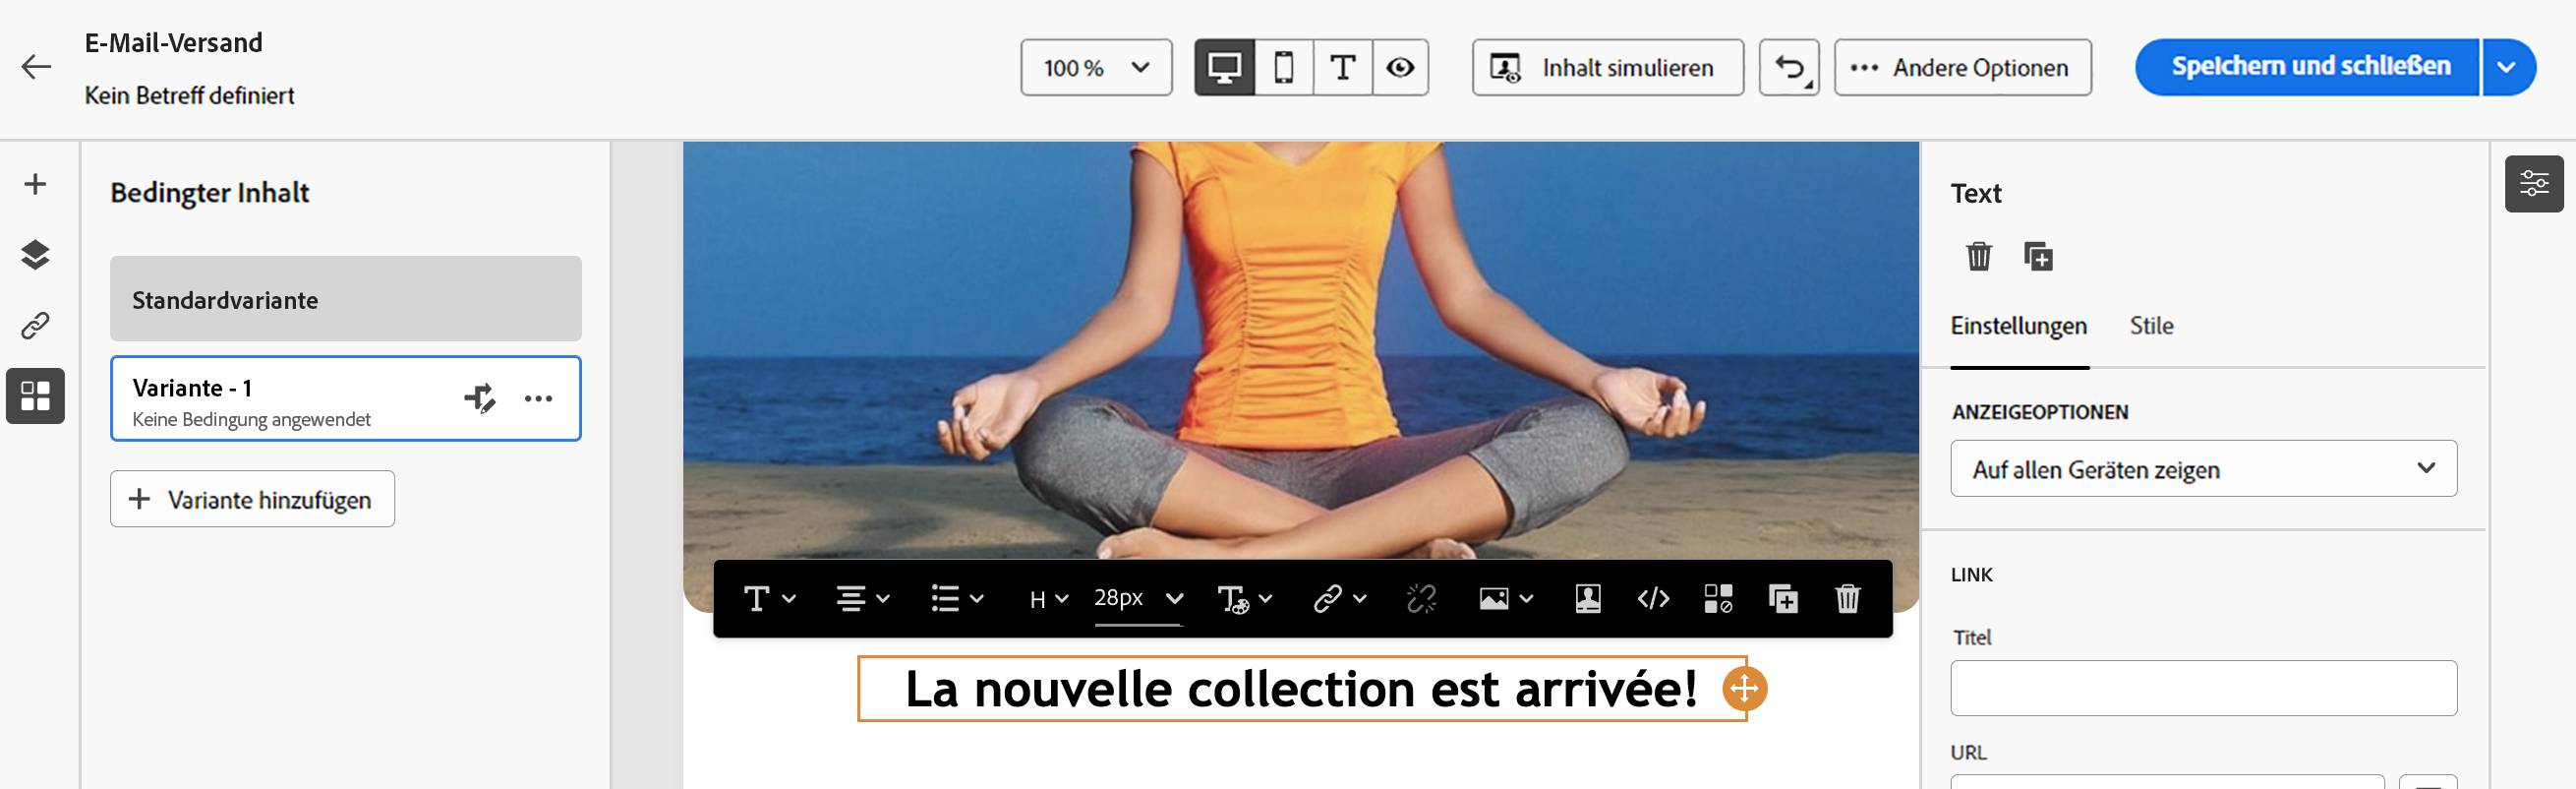 E-Mail-Versand
Kein Betreff definiert
100 %
Inhalt simulieren
Andere Optionen
Speichern und schließen
Bedingter Inhalt
Standardvariante
Variante - 1
Keine Bedingung angewendet
Variante hinzufügen
H
28px
La nouvelle collection est arrivée!
Text
Einstellungen
Stile
ANZEIGEOPTIONEN
Auf allen Geräten zeigen
LINK
Titel
URL